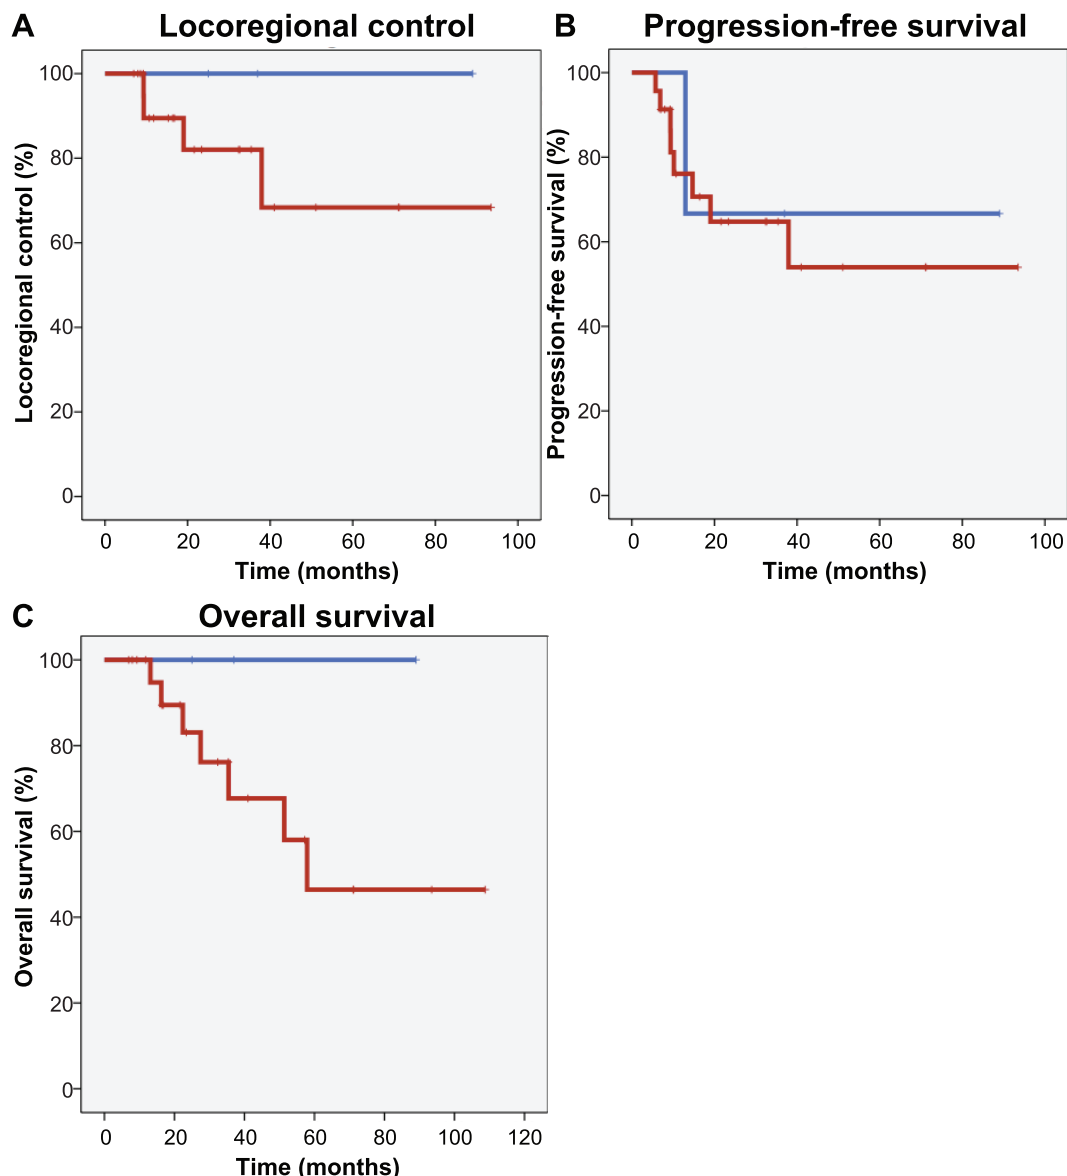 A Locoregional control
Locoregional control (%)
100
80
60
40
20
0
0 20 40 60 80 100
Time (months)
B Progression-free survival
Progression-free survival (%)
100
80
60
40
20
0
0 20 40 60 80 100
Time (months)
C Overall survival
Overall survival (%)
100
80
60
40
20
0
0 20 40 60 80 100 120
Time (months)